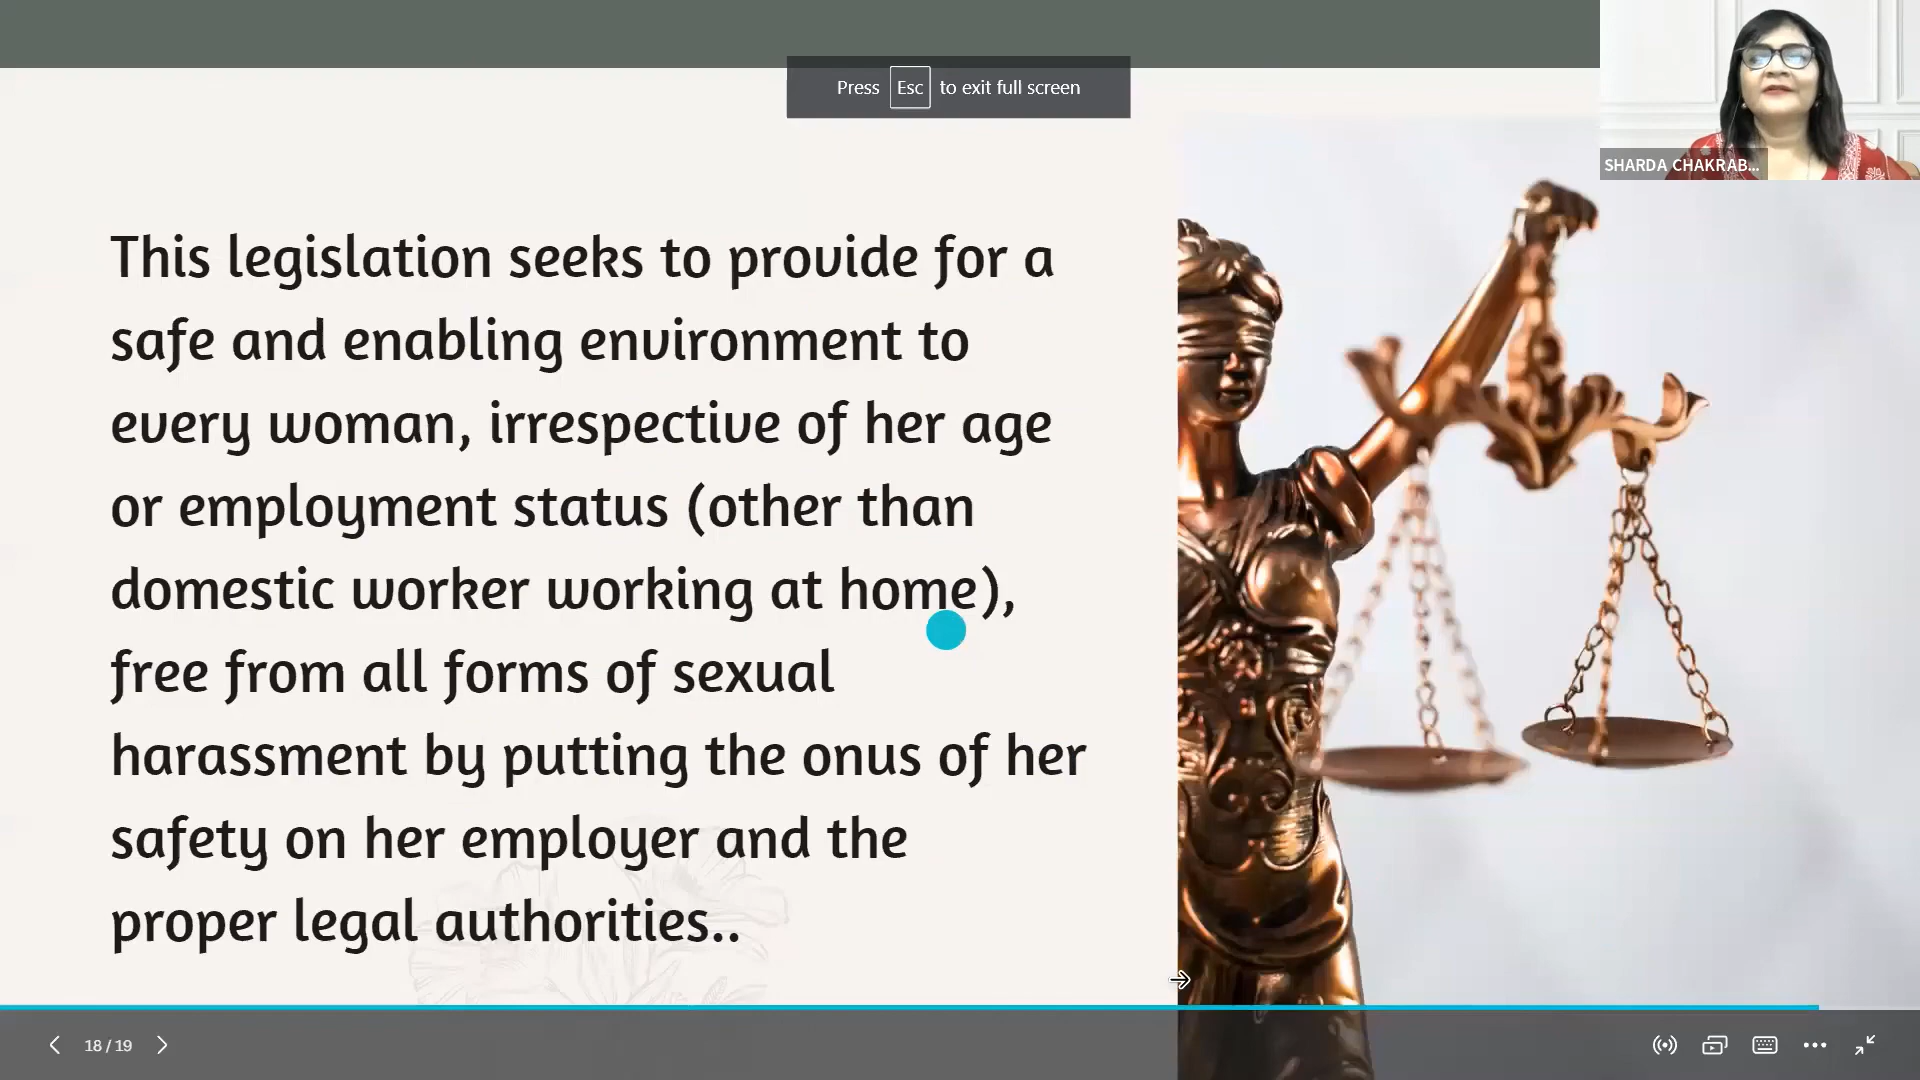 Press Esc to exit full screen
SHARDA CHAKRAB...
This legislation seeks to provide for a
safe and enabling environment to
every woman, irrespective of her age
or employment status (other than
domestic worker working at home),
free from all forms of sexual
harassment by putting the onus of her
safety on her employer and the
proper legal authorities..
18 / 19